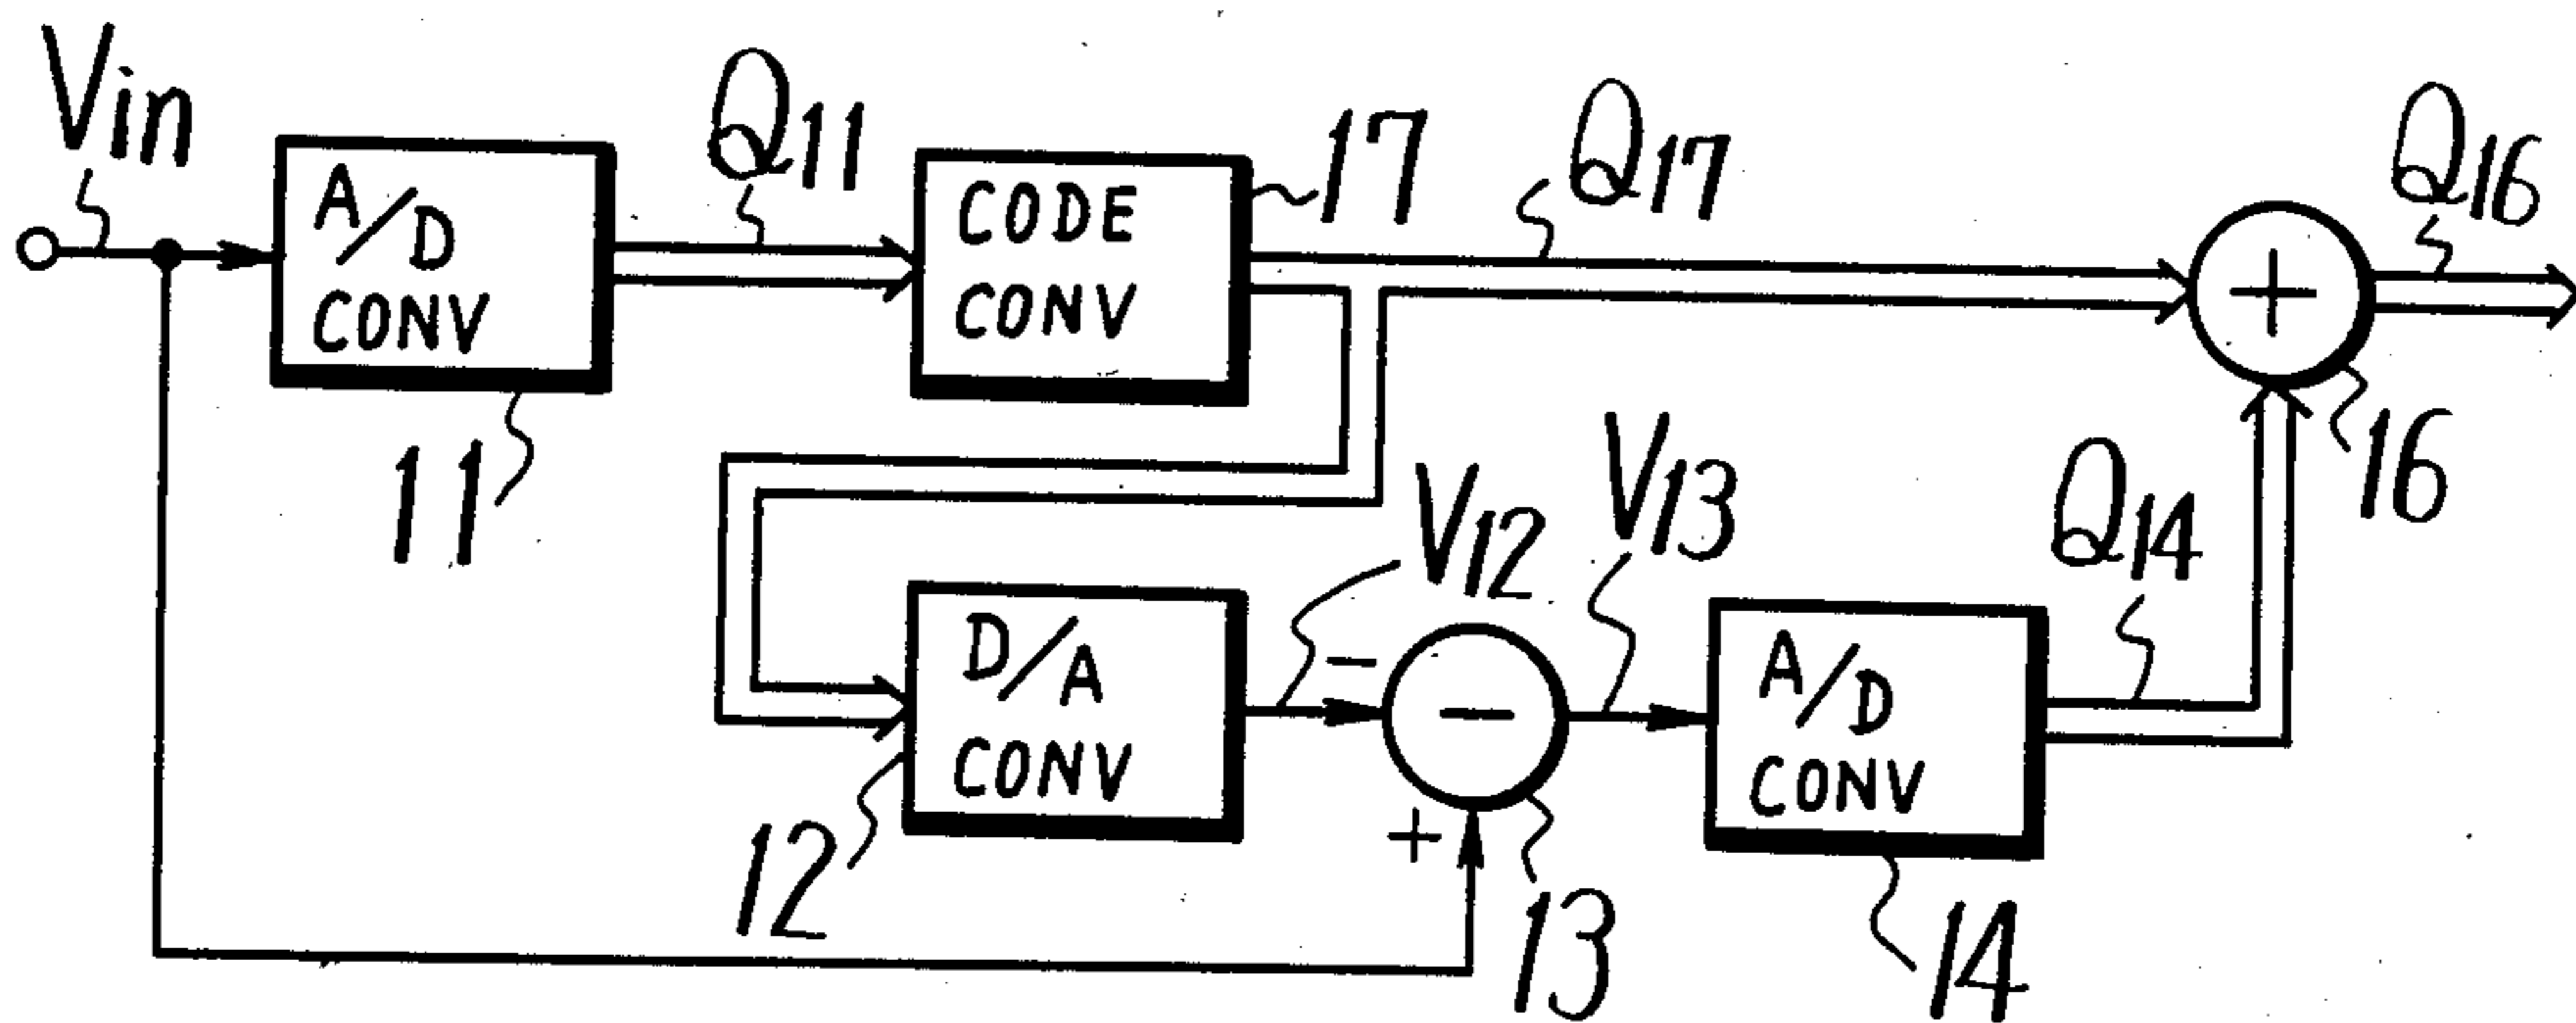 Vin
A/D
CONV
11
Q11
CODE
CONV
17
Q17
+
Q16
16
D/A
CONV
12
V12
−
−
+
13
V13
A/D
CONV
14
Q14